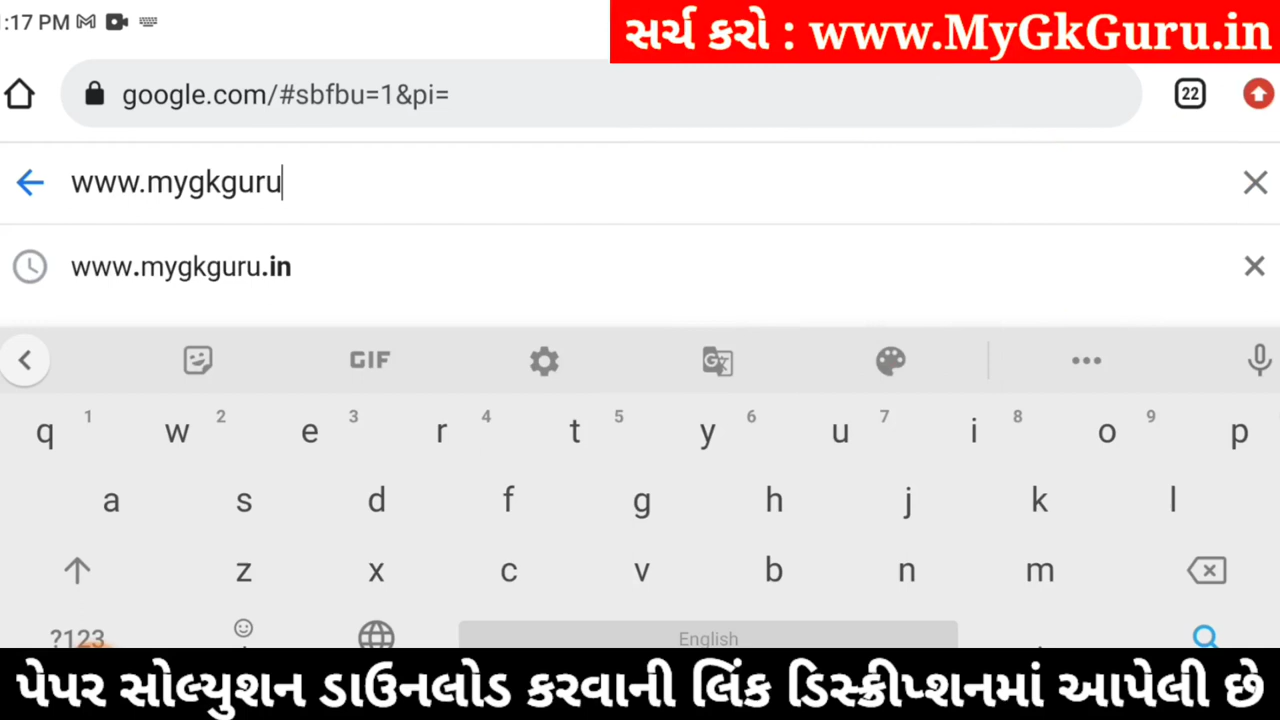 :17 PM
સર્ચ કરો : www.MyGkGuru.in
google.com/#sbfbu=1&pi=
22
www.mygkguru
www.mygkguru.in
GIF
q 1 w 2 e 3 r 4 t 5 y 6 u 7 i 8 o 9 p
a s d f g h j k l
z x c v b n m
?123 English
પેપર સોલ્યુશન ડાઉનલોડ કરવાની લિંક ડિસ્ક્રીપ્શનમાં આપેલી છે